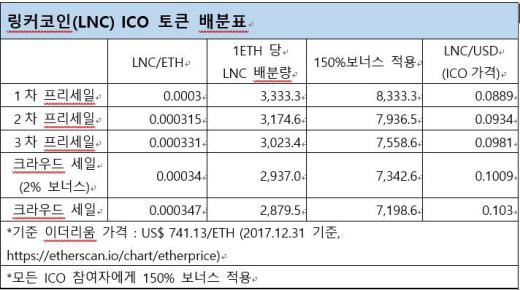 링커코인(LNC) ICO 토큰 배분표
LNC/ETH 1ETH 당 LNC 배분량 150%보너스 적용 LNC/USD (ICO가격)
1차 프리세일 0.0003 3,333.3 8,333.3 0.0889
2차 프리세일 0.000315 3,174.6 7,936.5 0.0934
3차 프리세일 0.000331 3,023.4 7,558.6 0.0981
크라우드 세일 (2% 보너스) 0.00034 2,937.0 7,342.6 0.1009
크라우드 세일 0.000347 2,879.5 7,198.6 0.103
*기준 이더리움 가격 : US$ 741.13/ETH (2017.12.31 기준,
https://etherscan.io/chart/etherprice)
*모든 ICO 참여자에게 150% 보너스 적용